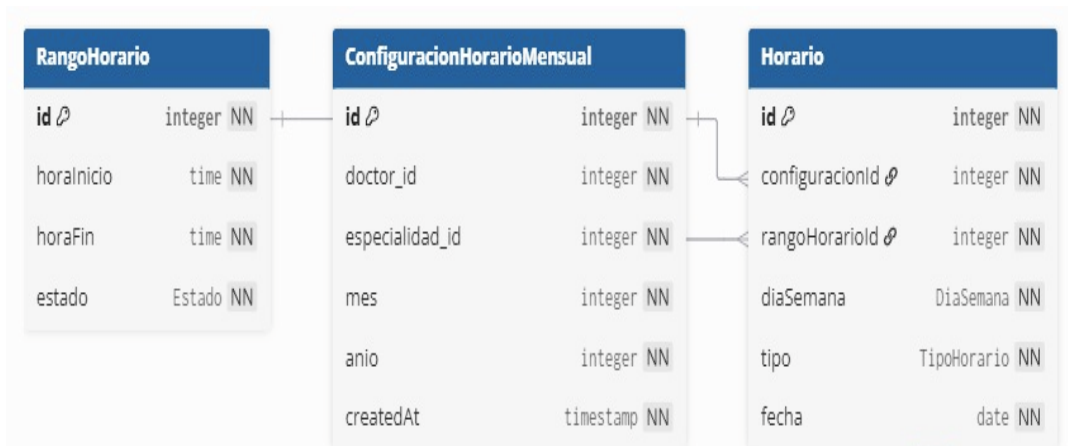 RangoHorario
id integer NN
horaInicio time NN
horaFin time NN
estado Estado NN
ConfiguracionHorarioMensual
id integer NN
doctor_id integer NN
especialidad_id integer NN
mes integer NN
anio integer NN
createdAt timestamp NN
Horario
id integer NN
configuracionId integer NN
rangoHorarioId integer NN
diaSemana DiaSemana NN
tipo TipoHorario NN
fecha date NN